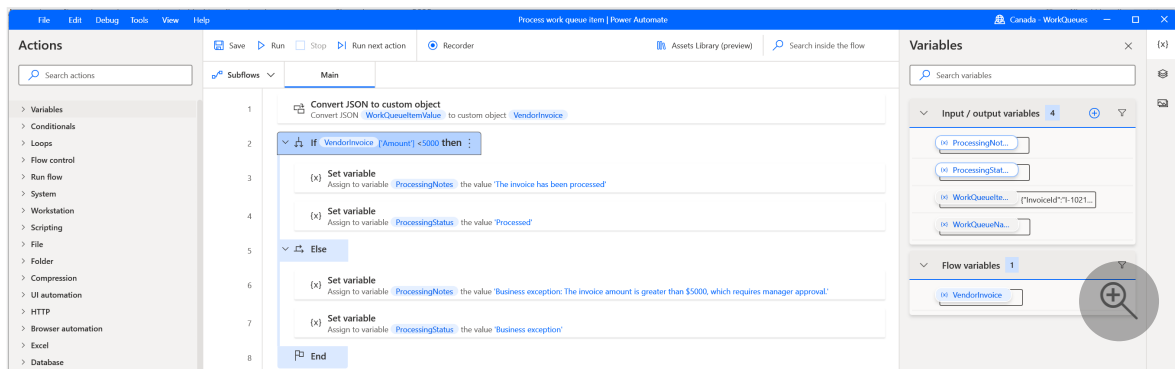 File Edit Debug Tools View Help
Process work queue item | Power Automate
Canada - WorkQueues
Actions
Search actions
Variables
Conditionals
Loops
Flow control
Run flow
System
Workstation
Scripting
File
Folder
Compression
UI automation
HTTP
Browser automation
Excel
Database
Save Run Stop Run next action Recorder
Assets Library (preview) Search inside the flow
Subflows Main
1 Convert JSON to custom object
Convert JSON WorkQueueItemValue to custom object VendorInvoice
2 If VendorInvoice ['Amount'] <5000 then
3 {x} Set variable
Assign to variable ProcessingNotes the value 'The invoice has been processed'
4 {x} Set variable
Assign to variable ProcessingStatus the value 'Processed'
5 Else
6 {x} Set variable
Assign to variable ProcessingNotes the value 'Business exception: The invoice amount is greater than $5000, which requires manager approval.'
7 {x} Set variable
Assign to variable ProcessingStatus the value 'Business exception'
8 End
Variables
{x}
Search variables
Input / output variables 4
(x) ProcessingNot...
(x) ProcessingStat...
(x) WorkQueueIte... {"InvoiceId":"I-1021...
(x) WorkQueueNa...
Flow variables 1
(x) VendorInvoice